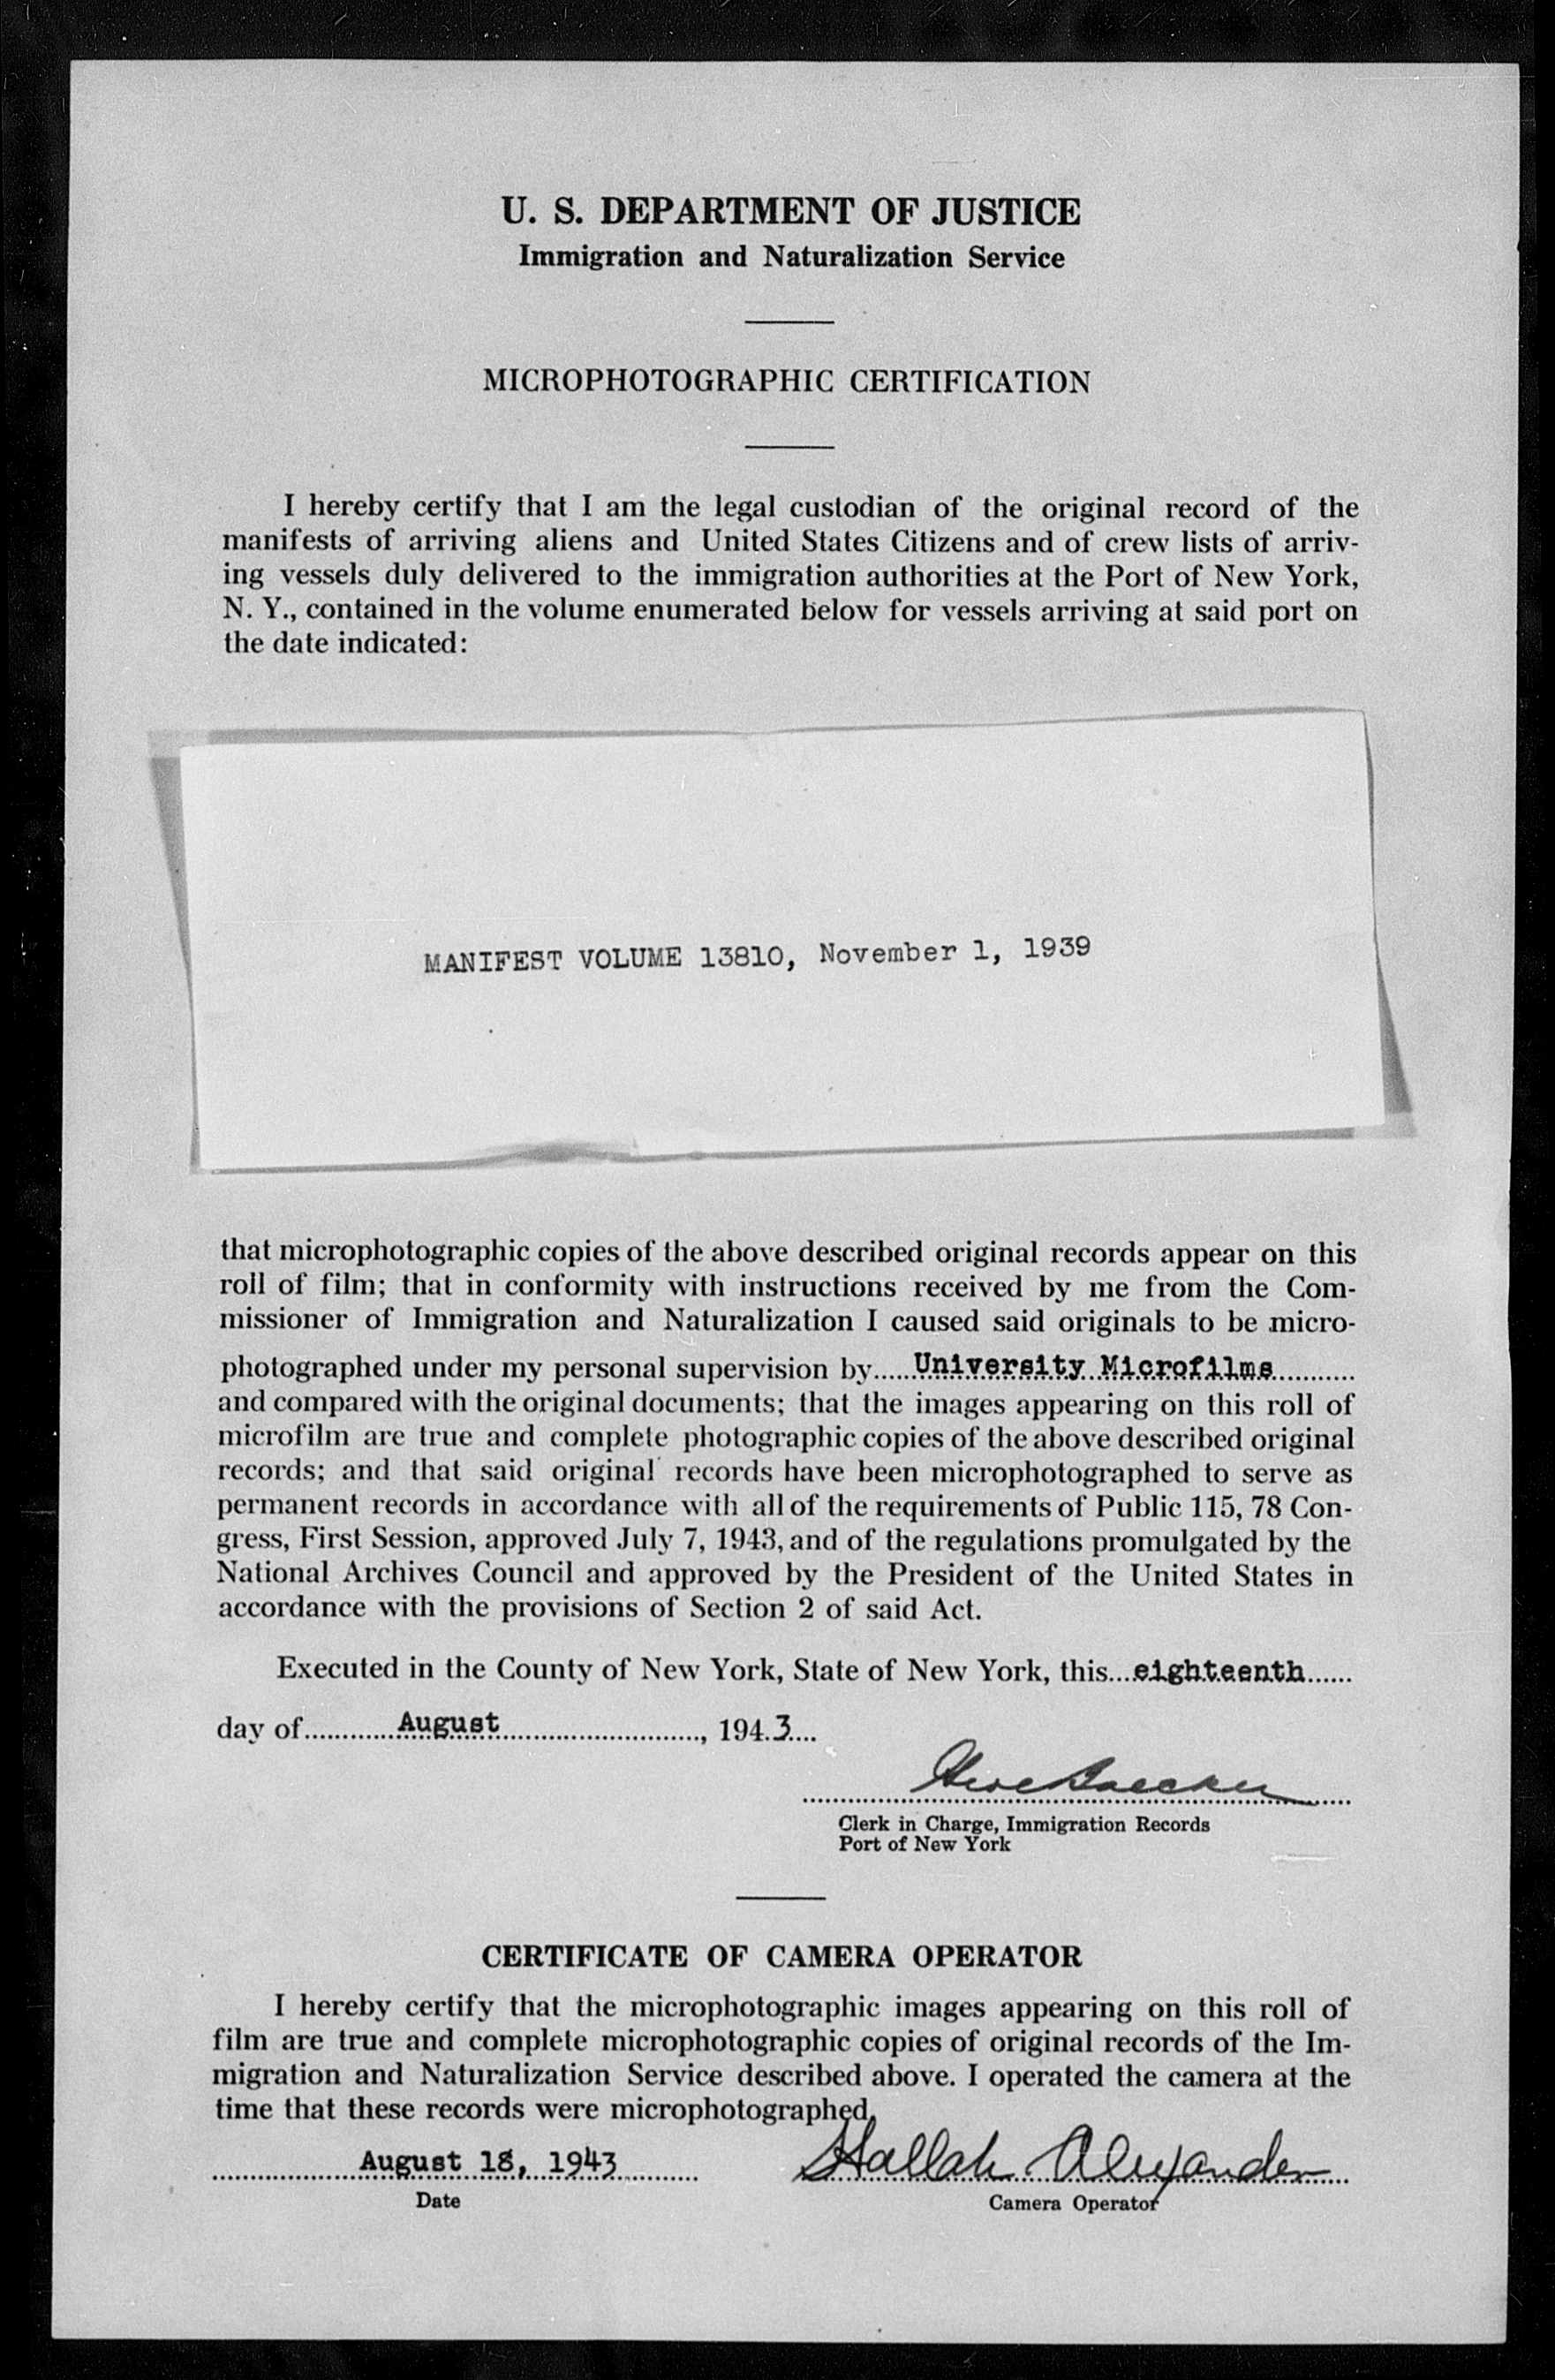 U. S. DEPARTMENT OF JUSTICE
Immigration and Naturalization Service
MICROPHOTOGRAPHIC CERTIFICATION
I hereby certify that I am the legal custodian of the original record of the
manifests of arriving aliens and United States Citizens and of crew lists of arriv-
ing vessels duly delivered to the immigration authorities at the Port of New York,
N. Y., contained in the volume enumerated below for vessels arriving at said port on
the date indicated:
MANIFEST VOLUME 13810, November 1, 1939
that microphotographic copies of the above described original records appear on this
roll of film; that in conformity with instructions received by me from the Com-
missioner of Immigration and Naturalization I caused said originals to be micro-
photographed under my personal supervision by University Microfilms
and compared with the original documents; that the images appearing on this roll of
microfilm are true and complete photographic copies of the above described original
records; and that said original records have been microphotographed to serve as
permanent records in accordance with all of the requirements of Public 115, 78 Con-
gress, First Session, approved July 7, 1943, and of the regulations promulgated by the
National Archives Council and approved by the President of the United States in
accordance with the provisions of Section 2 of said Act.
Executed in the County of New York, State of New York, this eighteenth
day of August, 1943
Clerk in Charge, Immigration Records
Port of New York
CERTIFICATE OF CAMERA OPERATOR
I hereby certify that the microphotographic images appearing on this roll of
film are true and complete microphotographic copies of original records of the Im-
migration and Naturalization Service described above. I operated the camera at the
time that these records were microphotographed.
August 18, 1943 Hallah Alexander
Date Camera Operator